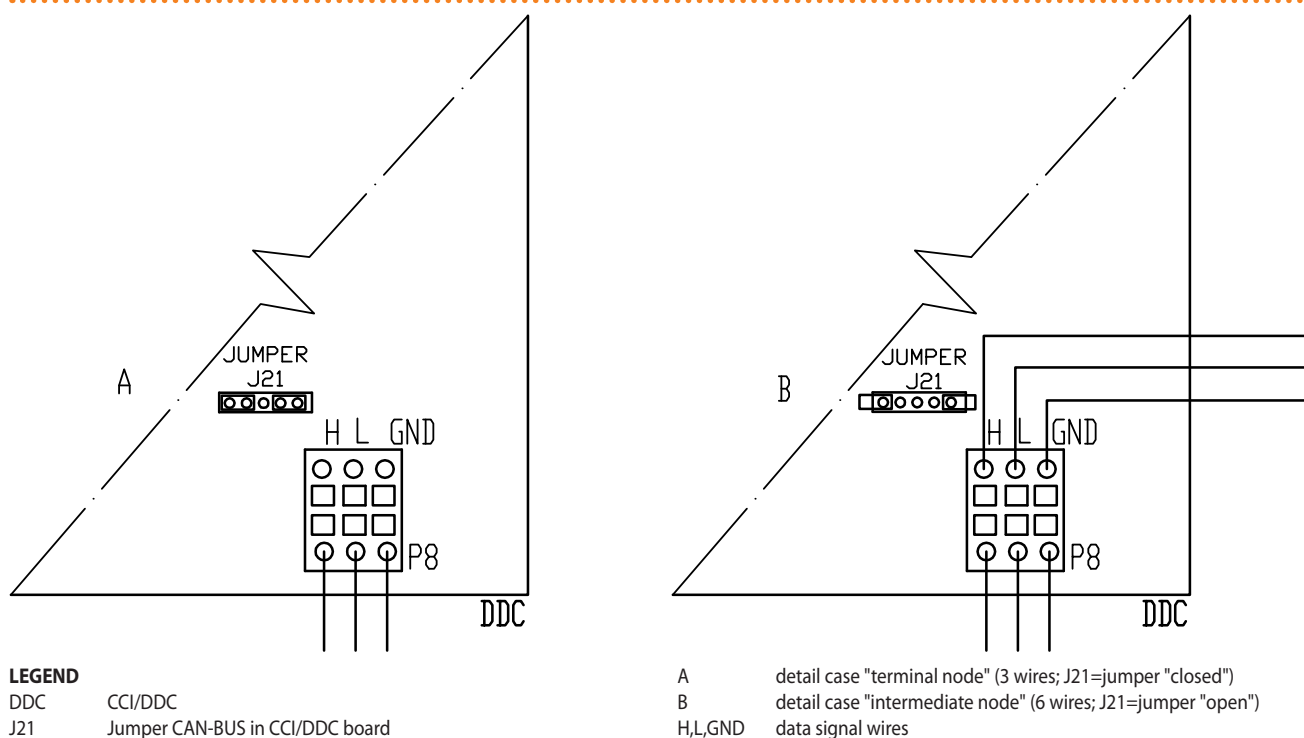 A
JUMPER
J21
H L GND
P8
DDC
B
JUMPER
J21
H L GND
P8
DDC
LEGEND
DDC CCI/DDC
J21 Jumper CAN-BUS in CCI/DDC board
A detail case "terminal node" (3 wires; J21=jumper "closed")
B detail case "intermediate node" (6 wires; J21=jumper "open")
H,L,GND data signal wires